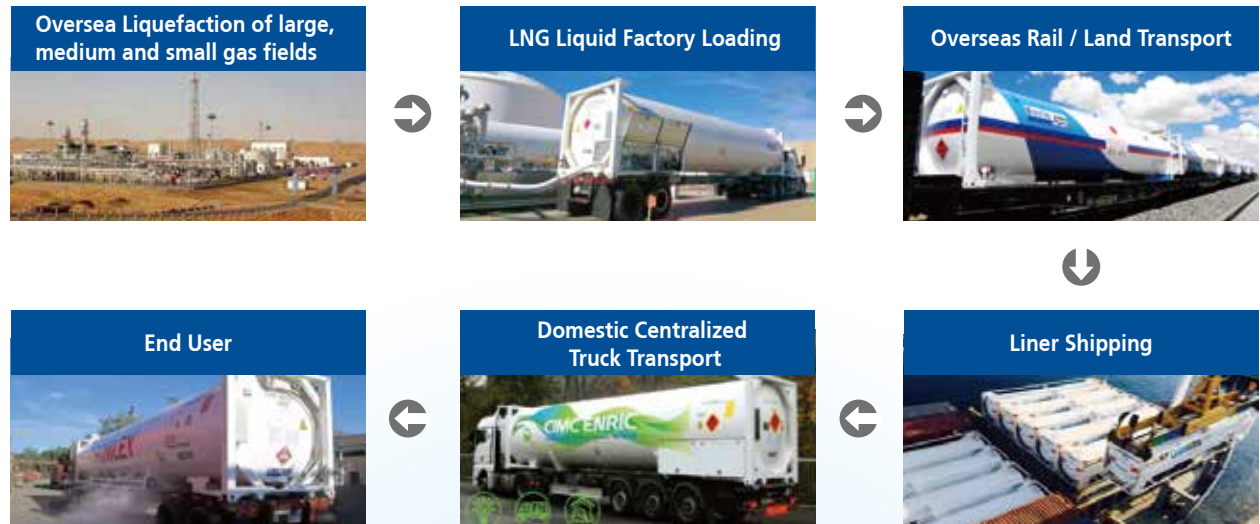 Oversea Liquefaction of large,
medium and small gas fields
LNG Liquid Factory Loading
Overseas Rail / Land Transport
Liner Shipping
Domestic Centralized
Truck Transport
CIMC ENRIC
End User